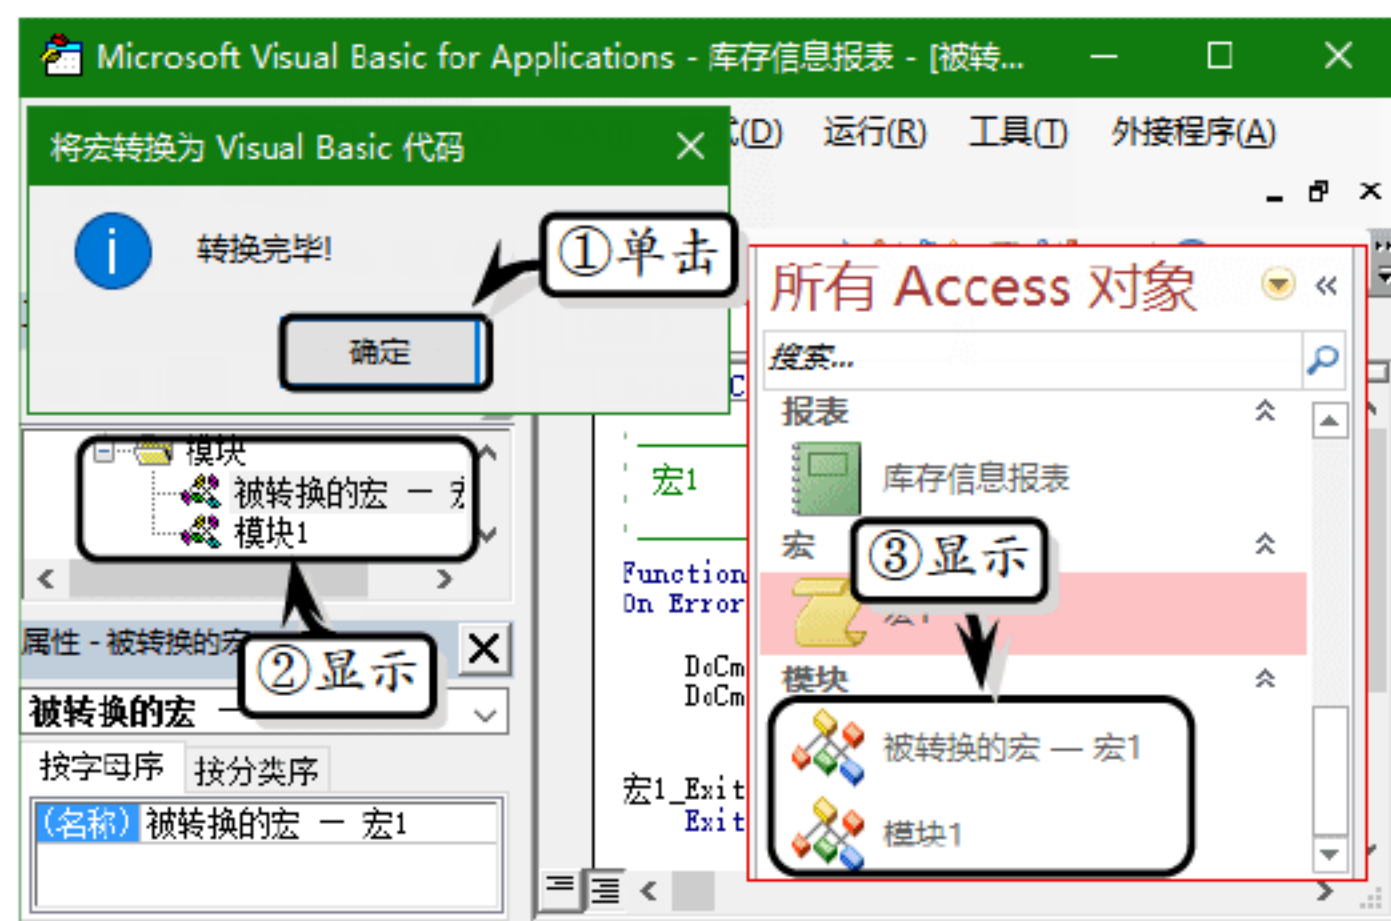 Microsoft Visual Basic for Applications - 库存信息报表 - [被转...
将宏转换为 Visual Basic 代码
式(D) 运行(R) 工具(T) 外接程序(A)
转换完毕!
①单击
确定
所有 Access 对象
搜索...
报表
库存信息报表
宏
③显示
宏1
模块
被转换的宏 — 宏1
模块1
模块
被转换的宏 — 宏
模块1
②显示
属性 - 被转换的宏
被转换的宏 —
按字母序 按分类序
(名称) 被转换的宏 — 宏1
宏1
Function
On Error
DoCm
DoCm
宏1_Exit
Exit